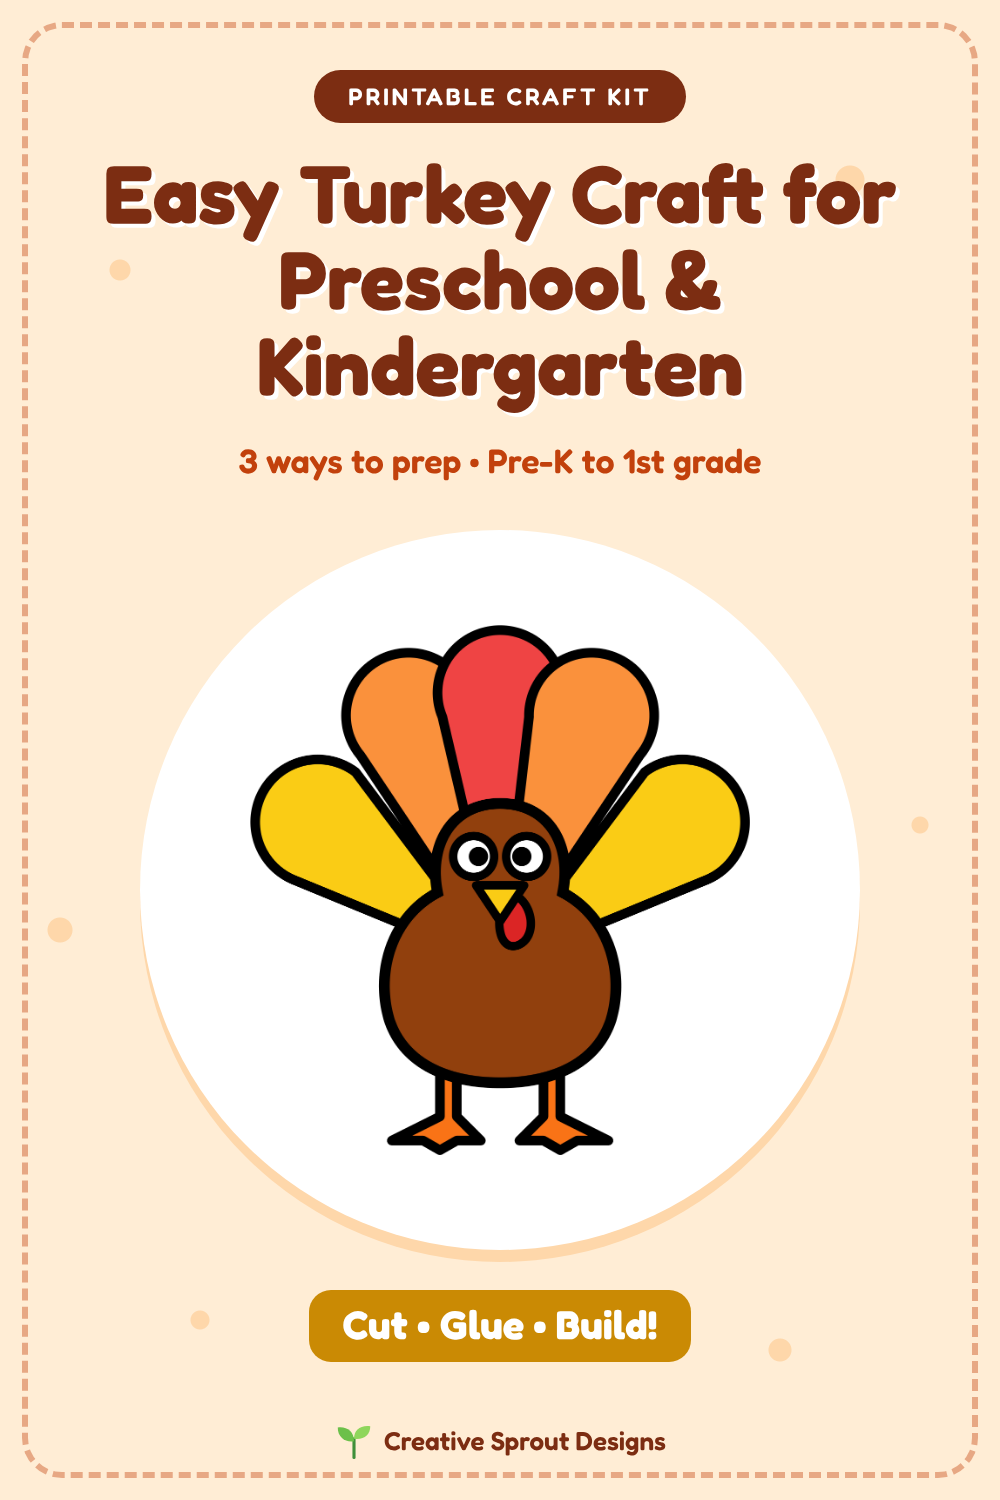 PRINTABLE CRAFT KIT
Easy Turkey Craft for
Preschool &
Kindergarten
3 ways to prep • Pre-K to 1st grade
Cut • Glue • Build!
Creative Sprout Designs